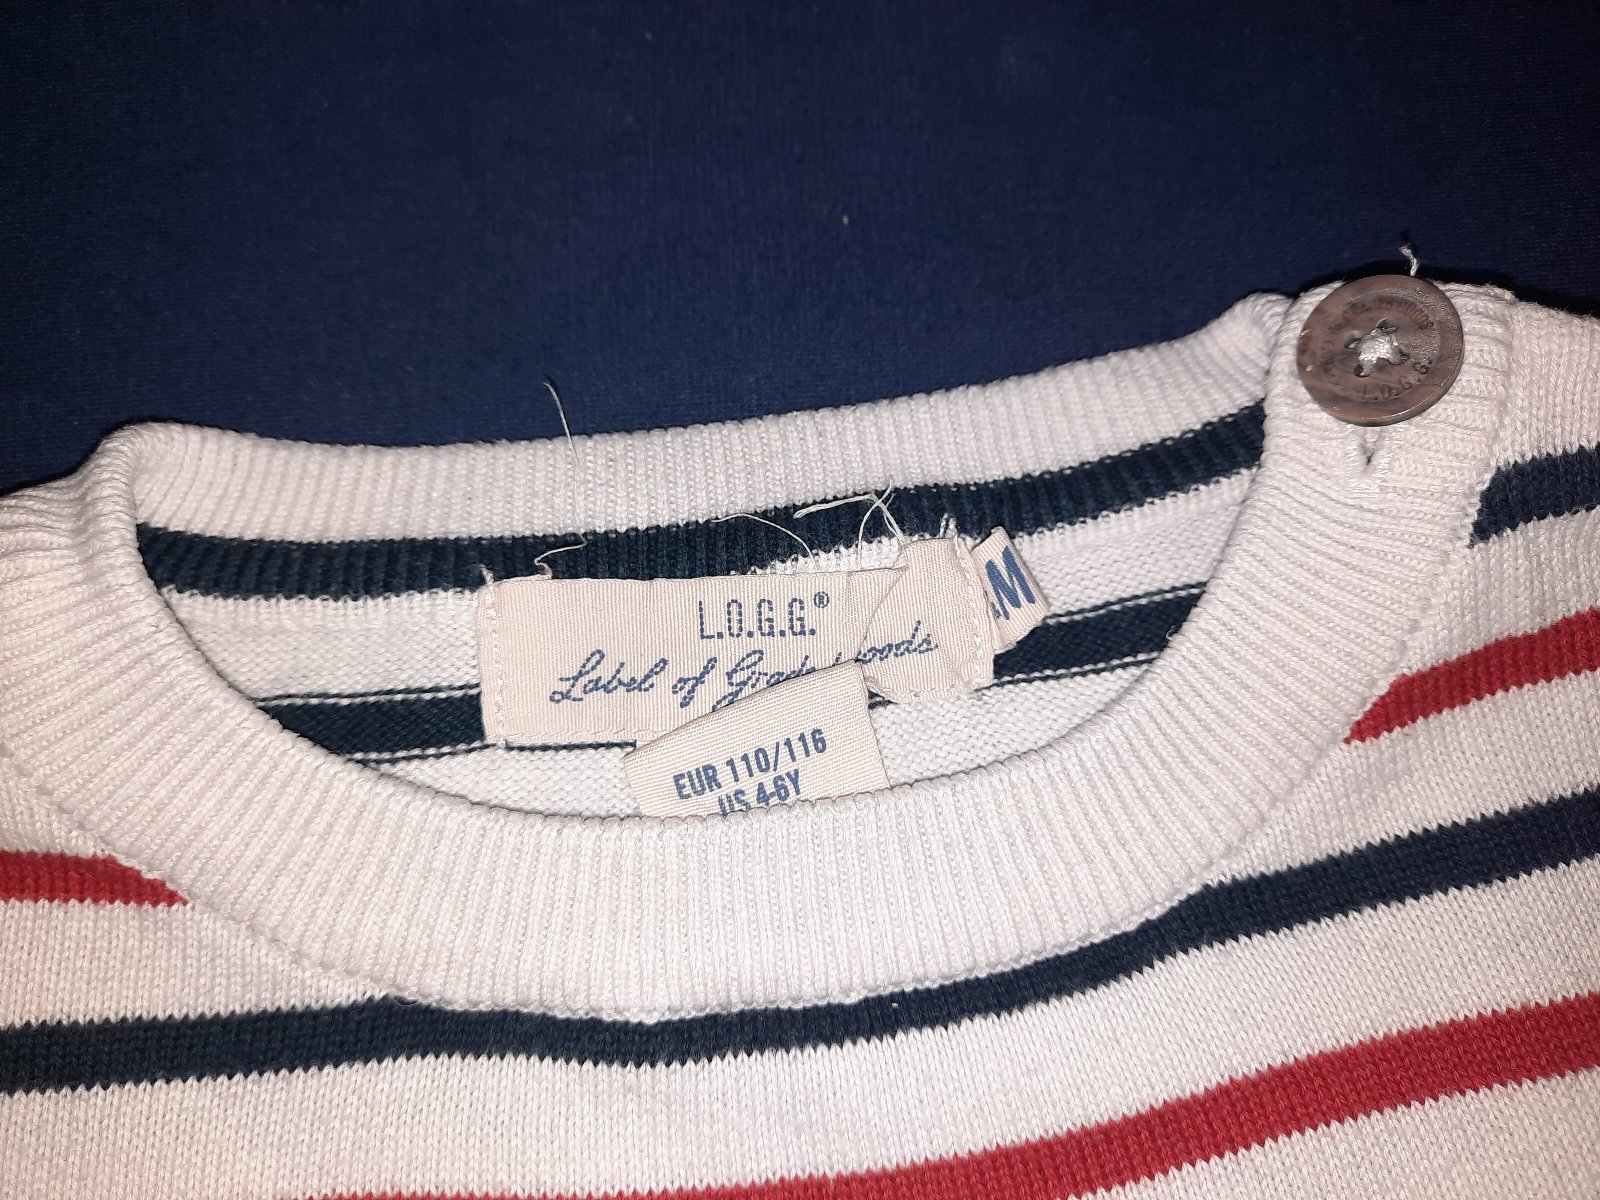 L.O.G.G.®
Label of Graded Goods
&M
EUR 110/116
US 4-6Y
L.O.G.G.